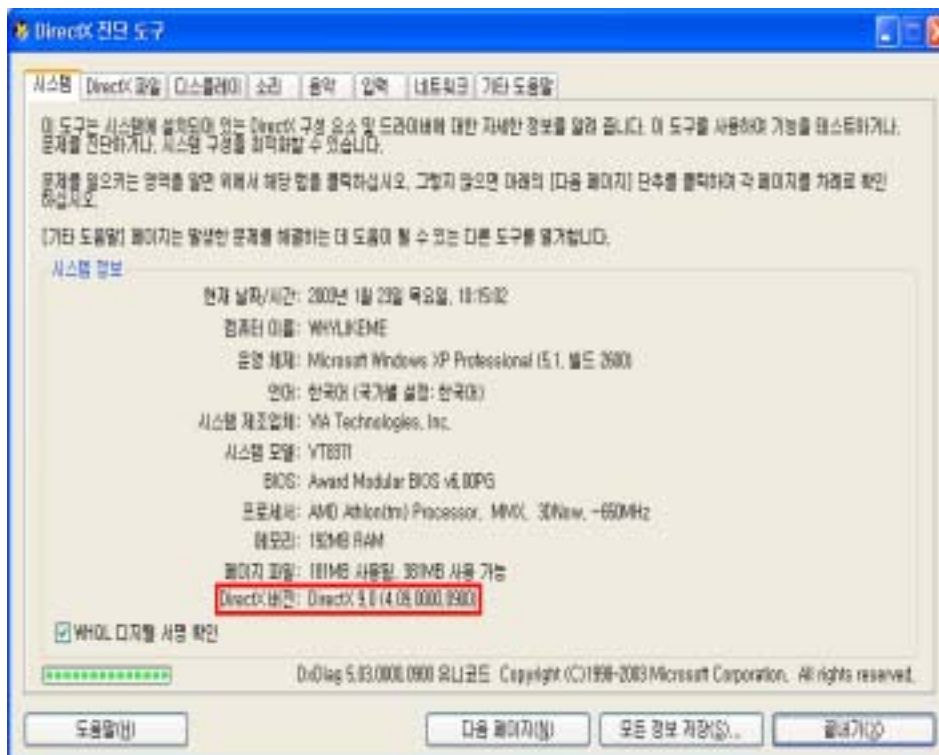 DirectX 진단 도구
시스템 DirectX 파일 디스플레이 소리 음악 입력 네트워크 기타 도움말
이 도구는 시스템에 설치되어 있는 DirectX 구성 요소 및 드라이버에 대한 자세한 정보를 알려 줍니다. 이 도구를 사용하여 기능을 테스트하거나,
문제를 진단하거나, 시스템 구성을 최적화할 수 있습니다.
문제를 일으키는 영역을 알면 위에서 해당 탭을 클릭하십시오. 그렇지 않으면 아래의 [다음 페이지] 단추를 클릭하여 각 페이지를 차례로 확인
하십시오.
[기타 도움말] 페이지는 발생한 문제를 해결하는 데 도움이 될 수 있는 다른 도구를 열거합니다.
시스템 정보
현재 날짜/시간: 2003년 1월 목요일,
컴퓨터 이름: WHYLIKEME
운영 체제: Microsoft Windows XP Professional (5.1, 빌드 2600)
언어: 한국어 (국가별 설정: 한국어)
시스템 제조업체: VIA Technologies, Inc.
시스템 모델: VT8371
BIOS: Award Modular BIOS v6.00PG
프로세서: AMD Athlon(tm) Processor, MMX, 3DNow, ~650MHz
메모리: 192MB RAM
페이지 파일: 181MB 사용됨, 381MB 사용 가능
DirectX 버전: DirectX 9.0 (4.09.0000.0900)
WHQL 디지털 서명 확인
DxDiag 5.03.0000.0900 유니코드 Copyright (C) 1998-2003 Microsoft Corporation. All rights reserved.
도움말(H) 다음 페이지(N) 모든 정보 저장(S)... 끝내기(X)